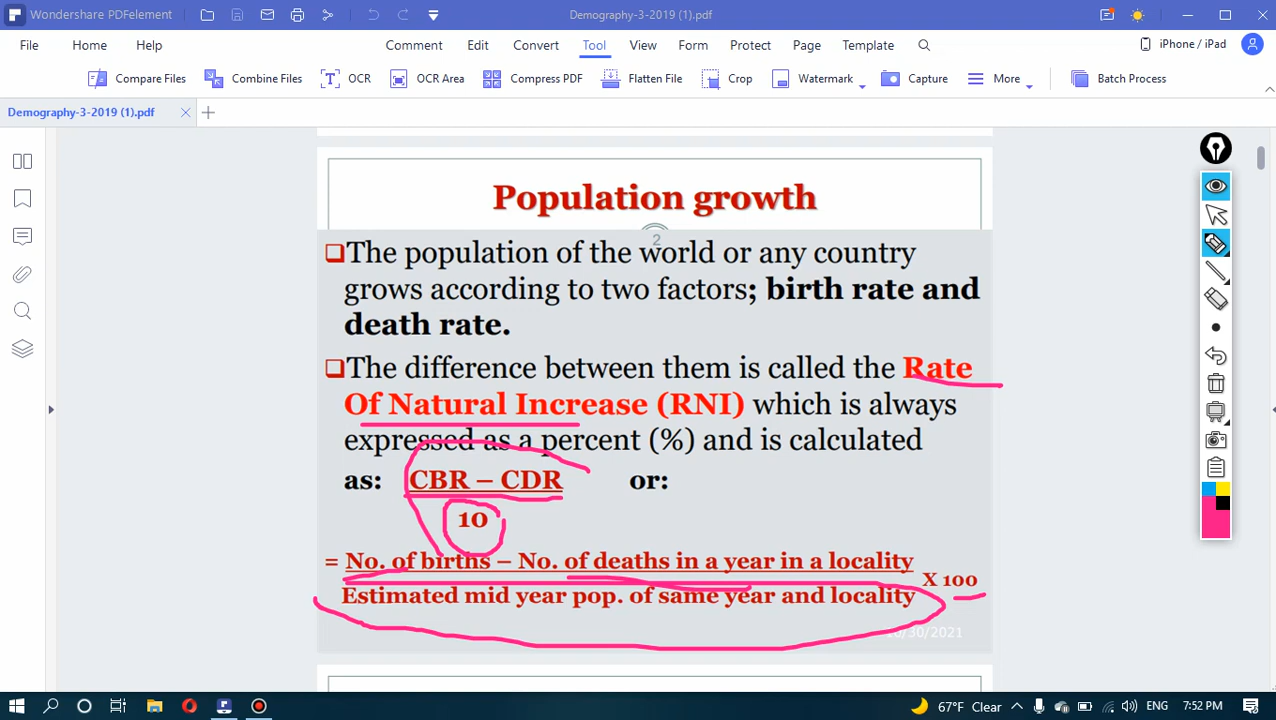 Wondershare PDFelement
Demography-3-2019 (1).pdf
File Home Help Comment Edit Convert Tool View Form Protect Page Template iPhone / iPad
Compare Files Combine Files OCR OCR Area Compress PDF Flatten File Crop Watermark Capture More Batch Process
Demography-3-2019 (1).pdf
Population growth
2
❑The population of the world or any country
grows according to two factors; birth rate and
death rate.
❑The difference between them is called the Rate
Of Natural Increase (RNI) which is always
expressed as a percent (%) and is calculated
as: CBR – CDR or:
10
= No. of births – No. of deaths in a year in a locality
X 100
Estimated mid year pop. of same year and locality
10/30/2021
67°F Clear ENG 7:52 PM